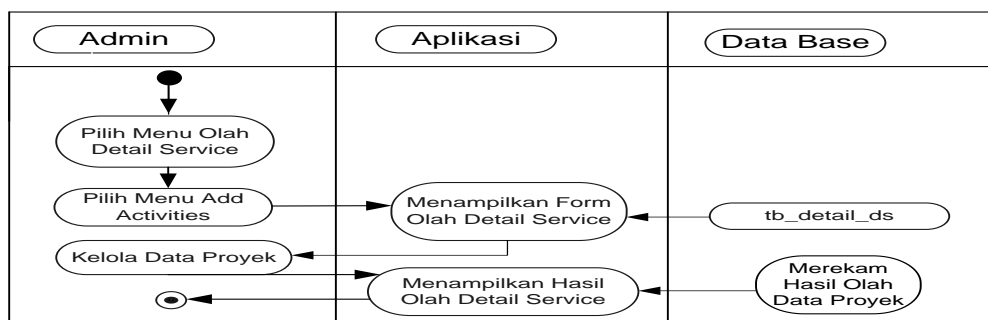 Admin
Aplikasi
Data Base
Pilih Menu Olah
Detail Service
Pilih Menu Add
Activities
Menampilkan Form
Olah Detail Service
tb_detail_ds
Kelola Data Proyek
Menampilkan Hasil
Olah Detail Service
Merekam
Hasil Olah
Data Proyek